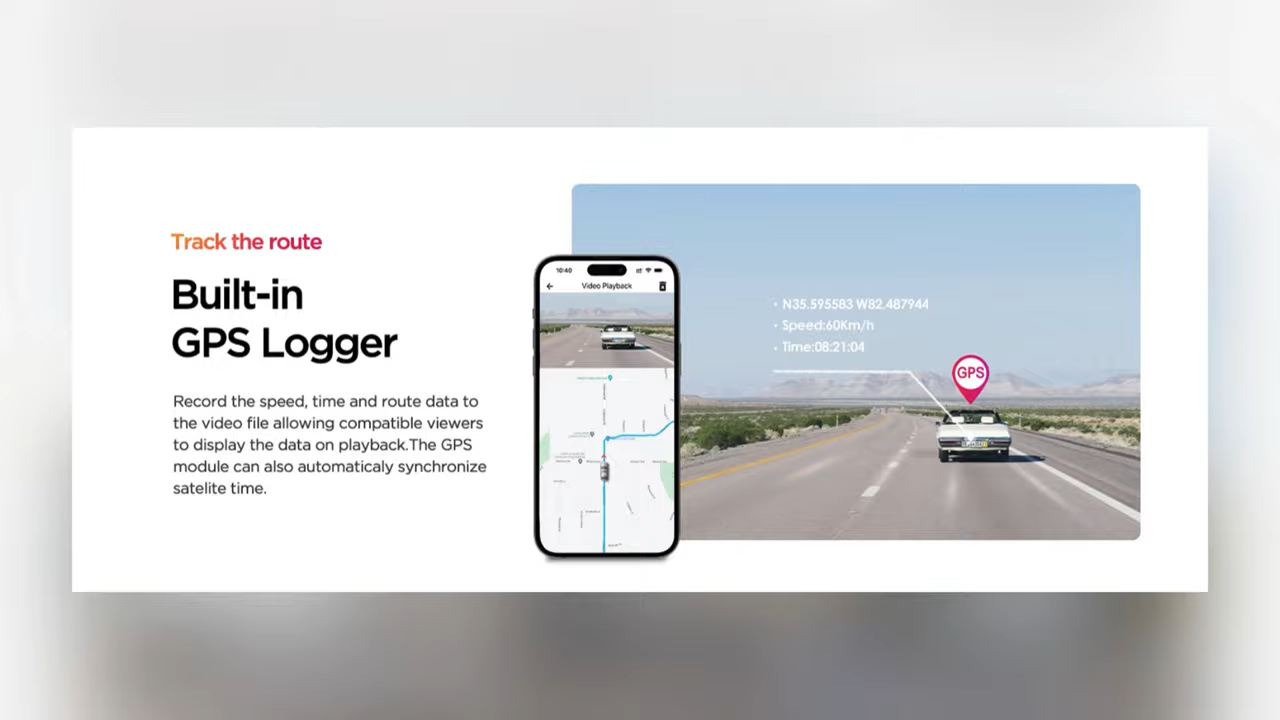 Track the route
Built-in
GPS Logger
Record the speed, time and route data to
the video file allowing compatible viewers
to display the data on playback.The GPS
module can also automaticaly synchronize
satelite time.
10:40
Video Playback
• N35.595583 W82.487944
• Speed:60Km/h
• Time:08:21:04
GPS